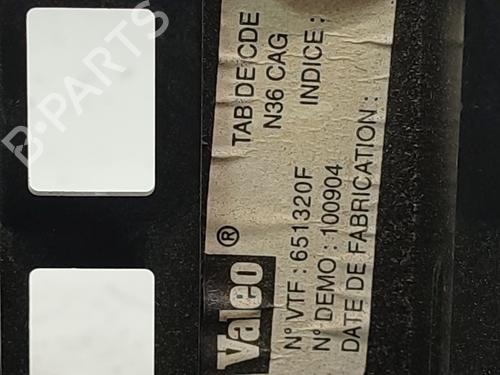 Valeo ®
TAB DE CDE
N36 CAG
INDICE :
N° VTF : 651320F
N° DEMO : 100904
DATE DE FABRICATION :
B-PARTS